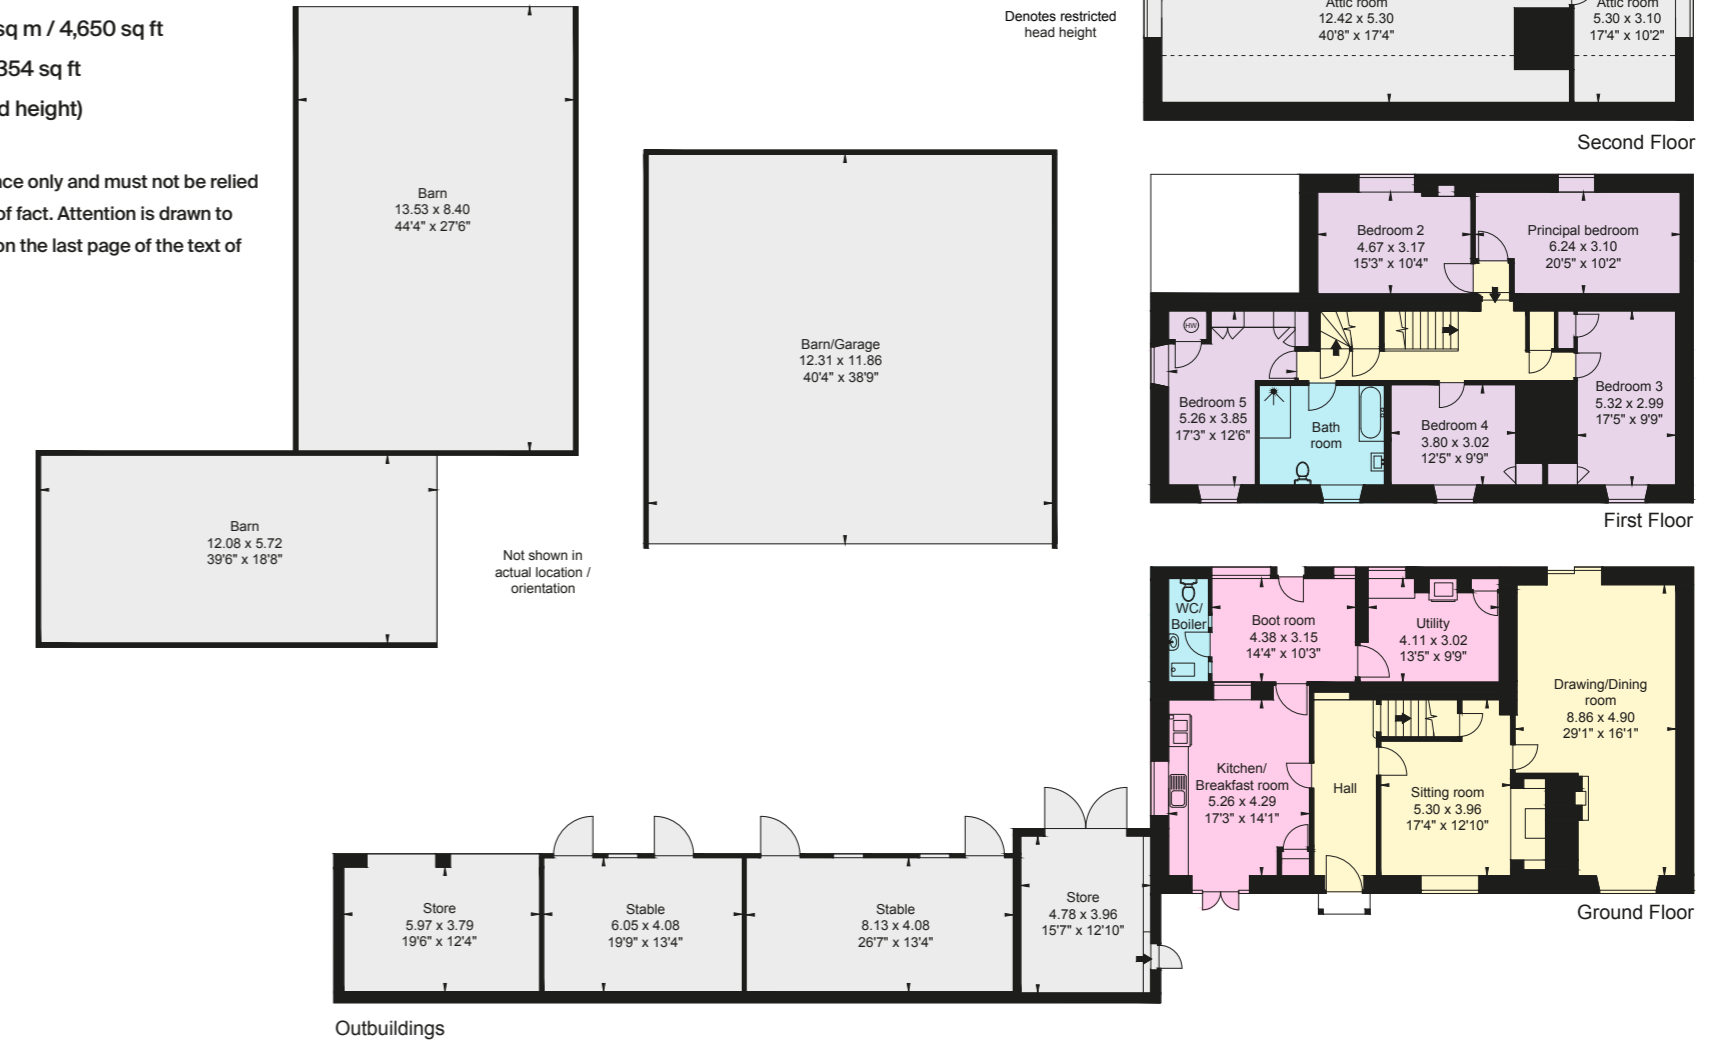 sq m / 4,650 sq ft
354 sq ft
d height)
nce only and must not be relied
of fact. Attention is drawn to
on the last page of the text of
Denotes restricted
head height
Attic room
12.42 x 5.30
40'8" x 17'4"
Attic room
5.30 x 3.10
17'4" x 10'2"
Second Floor
Barn
13.53 x 8.40
44'4" x 27'6"
Barn/Garage
12.31 x 11.86
40'4" x 38'9"
Barn
12.08 x 5.72
39'6" x 18'8"
Not shown in
actual location /
orientation
Bedroom 2
4.67 x 3.17
15'3" x 10'4"
Principal bedroom
6.24 x 3.10
20'5" x 10'2"
HW
Bedroom 5
5.26 x 3.85
17'3" x 12'6"
Bath
room
Bedroom 4
3.80 x 3.02
12'5" x 9'9"
Bedroom 3
5.32 x 2.99
17'5" x 9'9"
First Floor
WC/
Boiler
Boot room
4.38 x 3.15
14'4" x 10'3"
Utility
4.11 x 3.02
13'5" x 9'9"
Drawing/Dining
room
8.86 x 4.90
29'1" x 16'1"
Kitchen/
Breakfast room
5.26 x 4.29
17'3" x 14'1"
Hall
Sitting room
5.30 x 3.96
17'4" x 12'10"
Ground Floor
Store
5.97 x 3.79
19'6" x 12'4"
Stable
6.05 x 4.08
19'9" x 13'4"
Stable
8.13 x 4.08
26'7" x 13'4"
Store
4.78 x 3.96
15'7" x 12'10"
Outbuildings